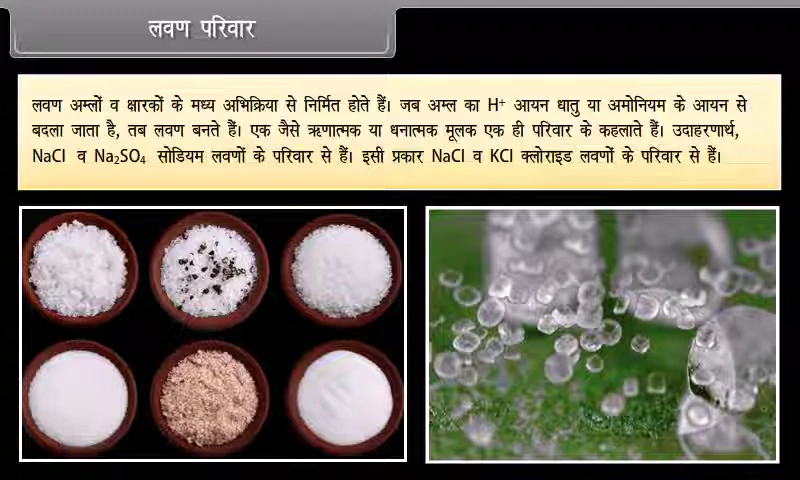 लवण परिवार
लवण अम्लों व क्षारकों के मध्य अभिक्रिया से निर्मित होते हैं। जब अम्ल का H⁺ आयन धातु या अमोनियम के आयन से
बदला जाता है, तब लवण बनते हैं। एक जैसे ऋणात्मक या धनात्मक मूलक एक ही परिवार के कहलाते हैं। उदाहरणार्थ,
NaCl व Na₂SO₄ सोडियम लवणों के परिवार से हैं। इसी प्रकार NaCl व KCl क्लोराइड लवणों के परिवार से हैं।